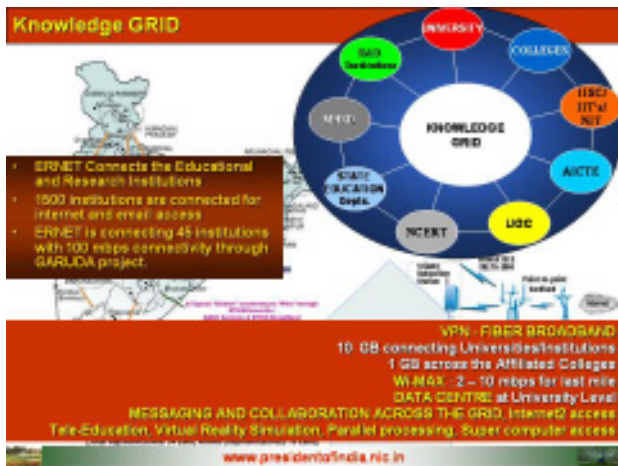 Knowledge GRID
UNIVERSITY
COLLEGES
R&D
Institutions
IISC/
IIT's/
NIT
MHRD
KNOWLEDGE
GRID
AICTE
STATE
EDUCATION
Depts.
NCERT
UGC
• ERNET Connects the Educational
and Research Institutions
• 1500 institutions are connected for
internet and email access
• ERNET is connecting 45 institutions
with 100 mbps connectivity through
GARUDA project.
VPN - FIBER BROADBAND
10 GB connecting Universities/Institutions
1 GB across the Affiliated Colleges
Wi-MAX : 2 – 10 mbps for last mile
DATA CENTRE at University Level
MESSAGING AND COLLABORATION ACROSS THE GRID, Internet2 access
Tele-Education, Virtual Reality Simulation, Parallel processing, Super computer access
www.presidentofindia.nic.in